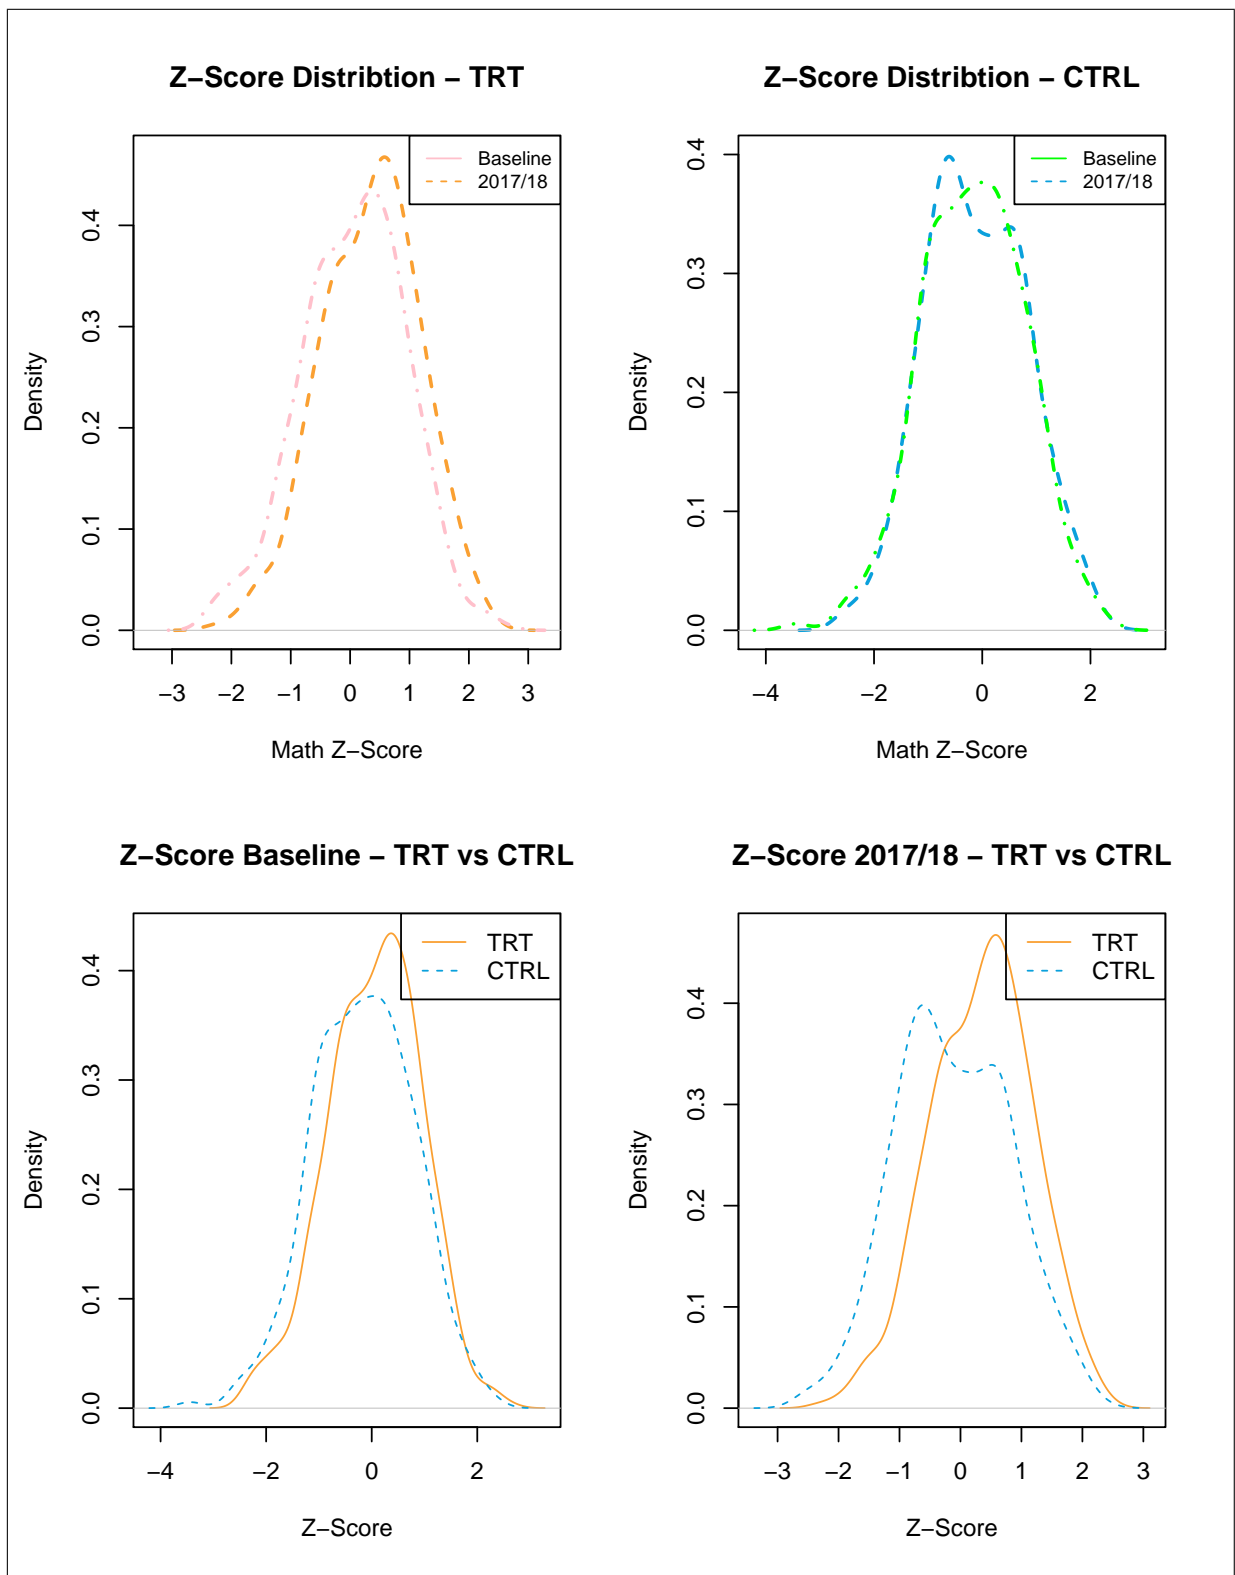 Z−Score Distribtion − TRT
Baseline
2017/18
0.0 0.1 0.2 0.3 0.4
Density
−3 −2 −1 0 1 2 3
Math Z−Score
Z−Score Distribtion − CTRL
Baseline
2017/18
0.0 0.1 0.2 0.3 0.4
Density
−4 −2 0 2
Math Z−Score
Z−Score Baseline − TRT vs CTRL
TRT
CTRL
0.0 0.1 0.2 0.3 0.4
Density
−4 −2 0 2
Z−Score
Z−Score 2017/18 − TRT vs CTRL
TRT
CTRL
0.0 0.1 0.2 0.3 0.4
Density
−3 −2 −1 0 1 2 3
Z−Score